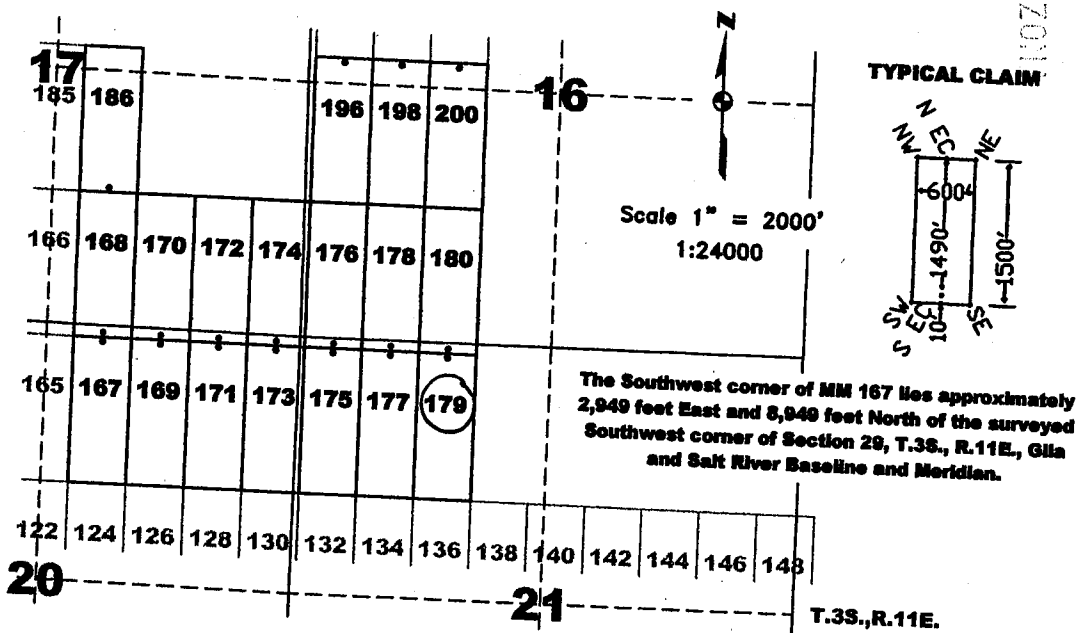 17
185 186
196 198 200
16
N
TYPICAL CLAIM
NW N EC NE
600'
1490'
1500'
10'
SW S EC SE
Scale 1" = 2000'
1:24000
166 168 170 172 174 176 178 180
165 167 169 171 173 175 177 179
The Southwest corner of MM 167 lies approximately
2,949 feet East and 8,949 feet North of the surveyed
Southwest corner of Section 29, T.3S., R.11E., Gila
and Salt River Baseline and Meridian.
122 124 126 128 130 132 134 136 138 140 142 144 146 148
20
21
T.3S.,R.11E.